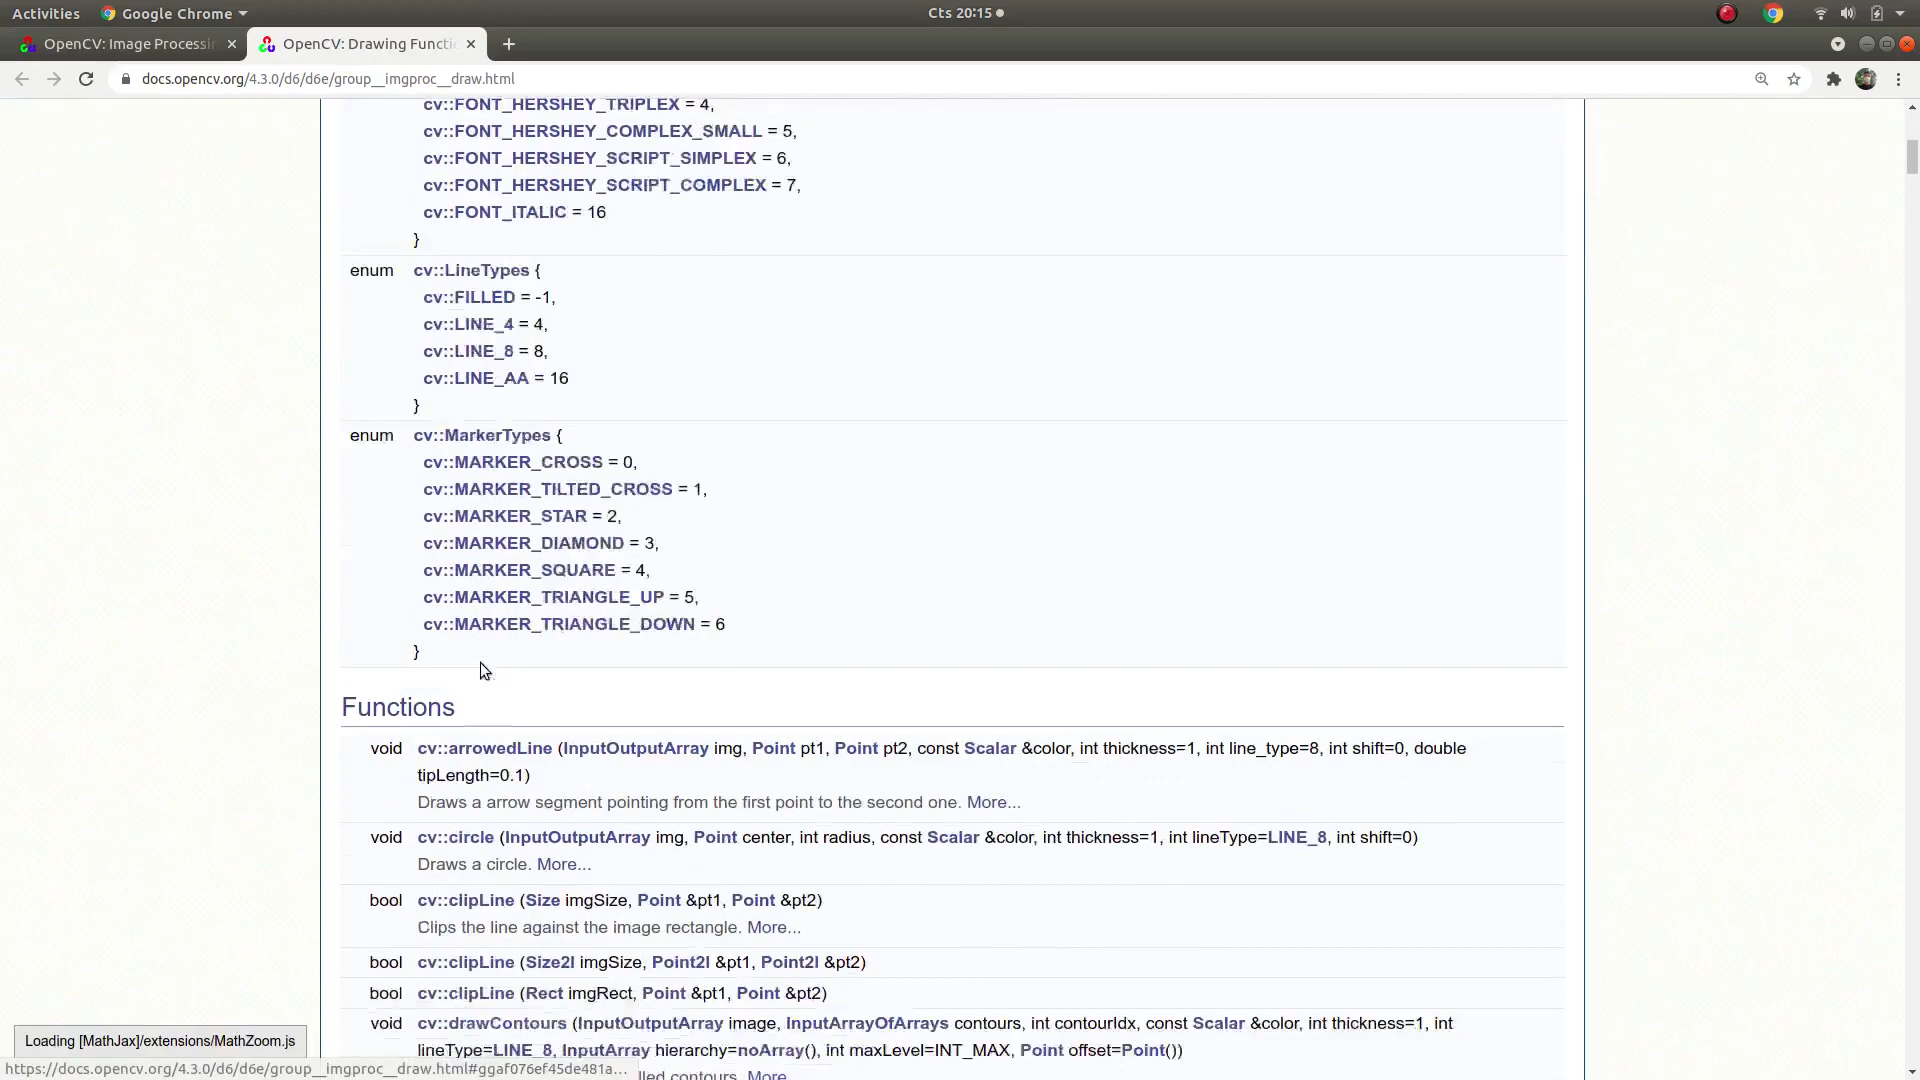 Activities
Google Chrome
Cts 20:15
OpenCV: Image Processin
OpenCV: Drawing Functi
docs.opencv.org/4.3.0/d6/d6e/group__imgproc__draw.html
cv::FONT_HERSHEY_TRIPLEX = 4,
cv::FONT_HERSHEY_COMPLEX_SMALL = 5,
cv::FONT_HERSHEY_SCRIPT_SIMPLEX = 6,
cv::FONT_HERSHEY_SCRIPT_COMPLEX = 7,
cv::FONT_ITALIC = 16
}
enum cv::LineTypes {
cv::FILLED = -1,
cv::LINE_4 = 4,
cv::LINE_8 = 8,
cv::LINE_AA = 16
}
enum cv::MarkerTypes {
cv::MARKER_CROSS = 0,
cv::MARKER_TILTED_CROSS = 1,
cv::MARKER_STAR = 2,
cv::MARKER_DIAMOND = 3,
cv::MARKER_SQUARE = 4,
cv::MARKER_TRIANGLE_UP = 5,
cv::MARKER_TRIANGLE_DOWN = 6
}
Functions
void cv::arrowedLine (InputOutputArray img, Point pt1, Point pt2, const Scalar &color, int thickness=1, int line_type=8, int shift=0, double
tipLength=0.1)
Draws a arrow segment pointing from the first point to the second one. More...
void cv::circle (InputOutputArray img, Point center, int radius, const Scalar &color, int thickness=1, int lineType=LINE_8, int shift=0)
Draws a circle. More...
bool cv::clipLine (Size imgSize, Point &pt1, Point &pt2)
Clips the line against the image rectangle. More...
bool cv::clipLine (Size2l imgSize, Point2l &pt1, Point2l &pt2)
bool cv::clipLine (Rect imgRect, Point &pt1, Point &pt2)
void cv::drawContours (InputOutputArray image, InputArrayOfArrays contours, int contourIdx, const Scalar &color, int thickness=1, int
lineType=LINE_8, InputArray hierarchy=noArray(), int maxLevel=INT_MAX, Point offset=Point())
lled contours. More...
Loading [MathJax]/extensions/MathZoom.js
https://docs.opencv.org/4.3.0/d6/d6e/group__imgproc__draw.html#ggaf076ef45de481a...